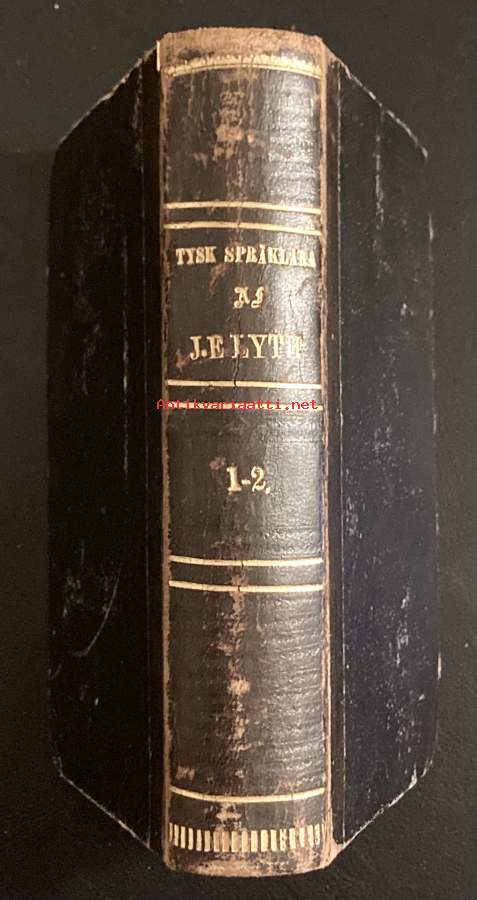 TYSK SPRÅKLÄRA
AF
J.E LYTH
Antikvariaatti.net
1-2.